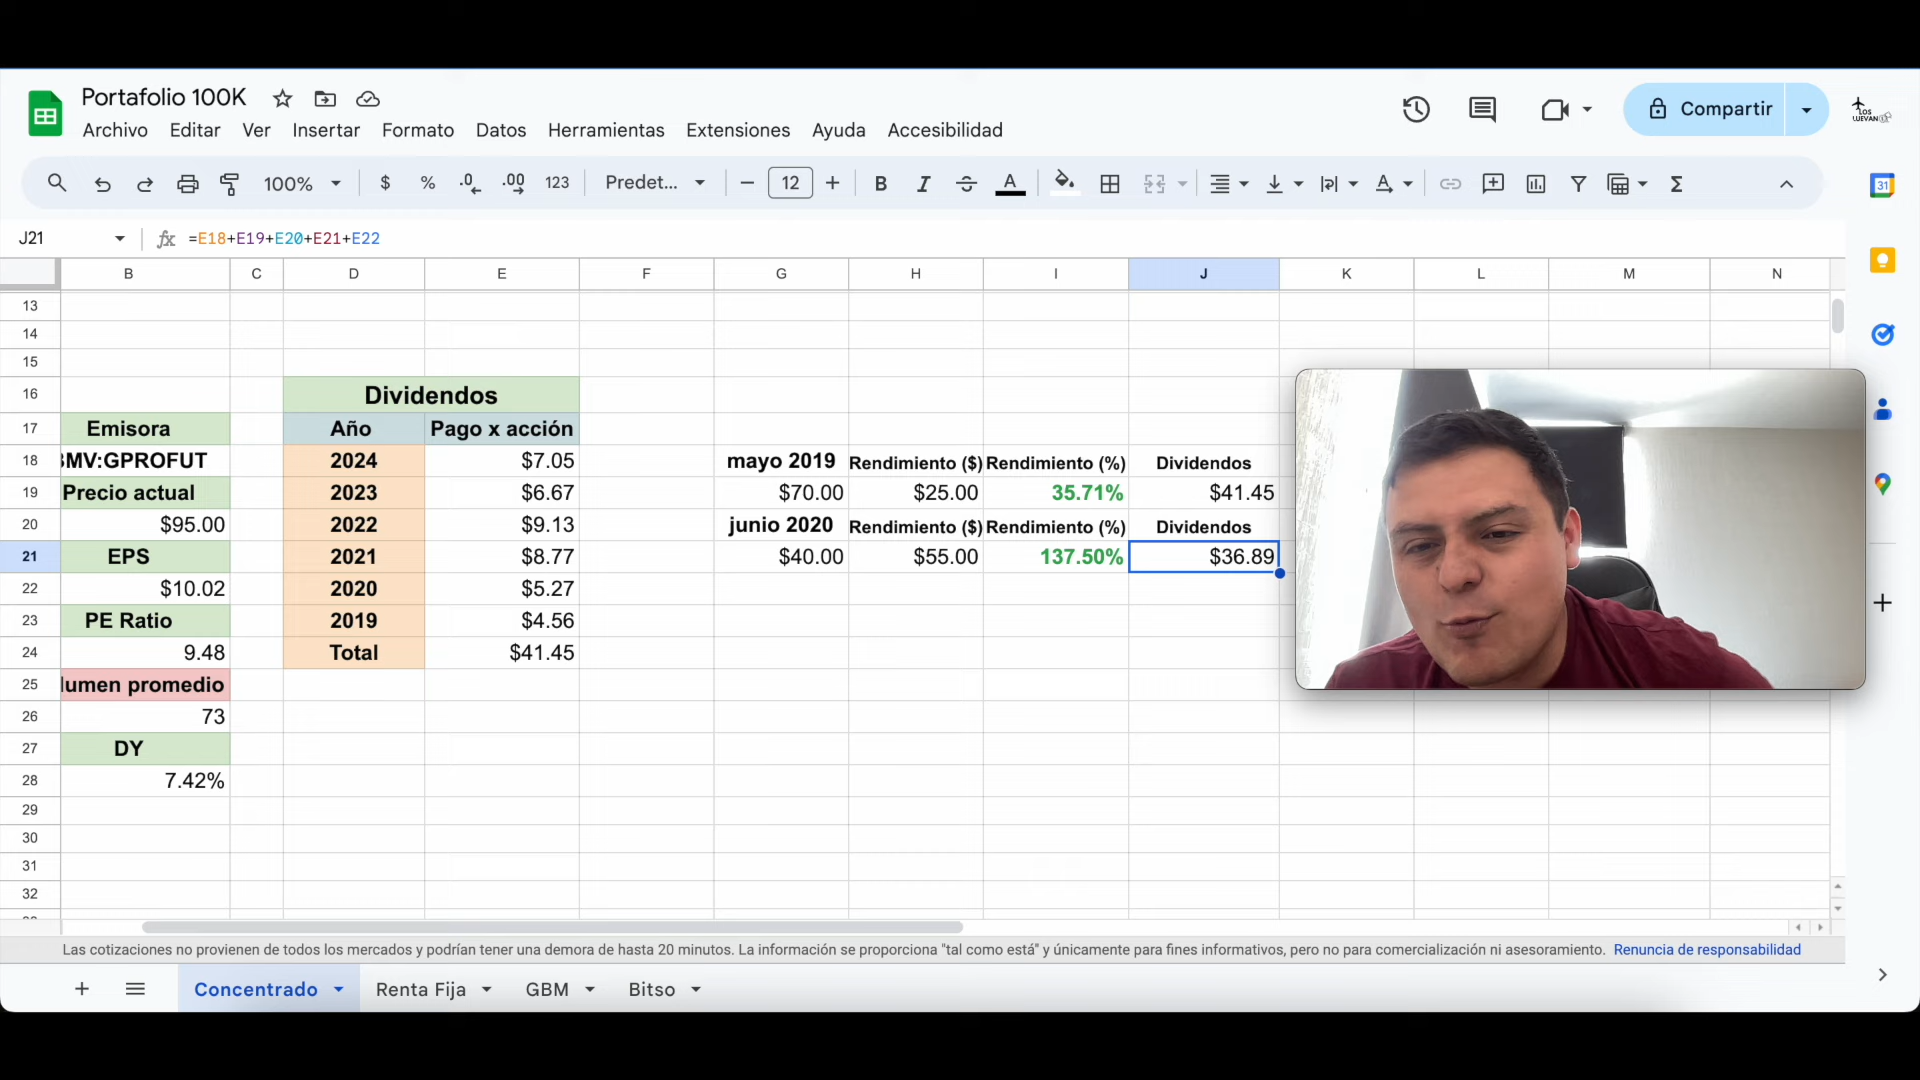 Portafolio 100K
Archivo Editar Ver Insertar Formato Datos Herramientas Extensiones Ayuda Accesibilidad
Compartir
100% $ % .0 .00 123 Predet... 12 B I A
J21 fx =E18+E19+E20+E21+E22
B C D E F G H I J K L M N
13
14
15
16 Dividendos
17 Emisora Año Pago x acción
18 BMV:GPROFUT 2024 $7.05 mayo 2019 Rendimiento ($) Rendimiento (%) Dividendos
19 Precio actual 2023 $6.67 $70.00 $25.00 35.71% $41.45
20 $95.00 2022 $9.13 junio 2020 Rendimiento ($) Rendimiento (%) Dividendos
21 EPS 2021 $8.77 $40.00 $55.00 137.50% $36.89
22 $10.02 2020 $5.27
23 PE Ratio 2019 $4.56
24 9.48 Total $41.45
25 lumen promedio
26 73
27 DY
28 7.42%
29
30
31
32
Las cotizaciones no provienen de todos los mercados y podrían tener una demora de hasta 20 minutos. La información se proporciona "tal como está" y únicamente para fines informativos, pero no para comercialización ni asesoramiento. Renuncia de responsabilidad
Concentrado Renta Fija GBM Bitso